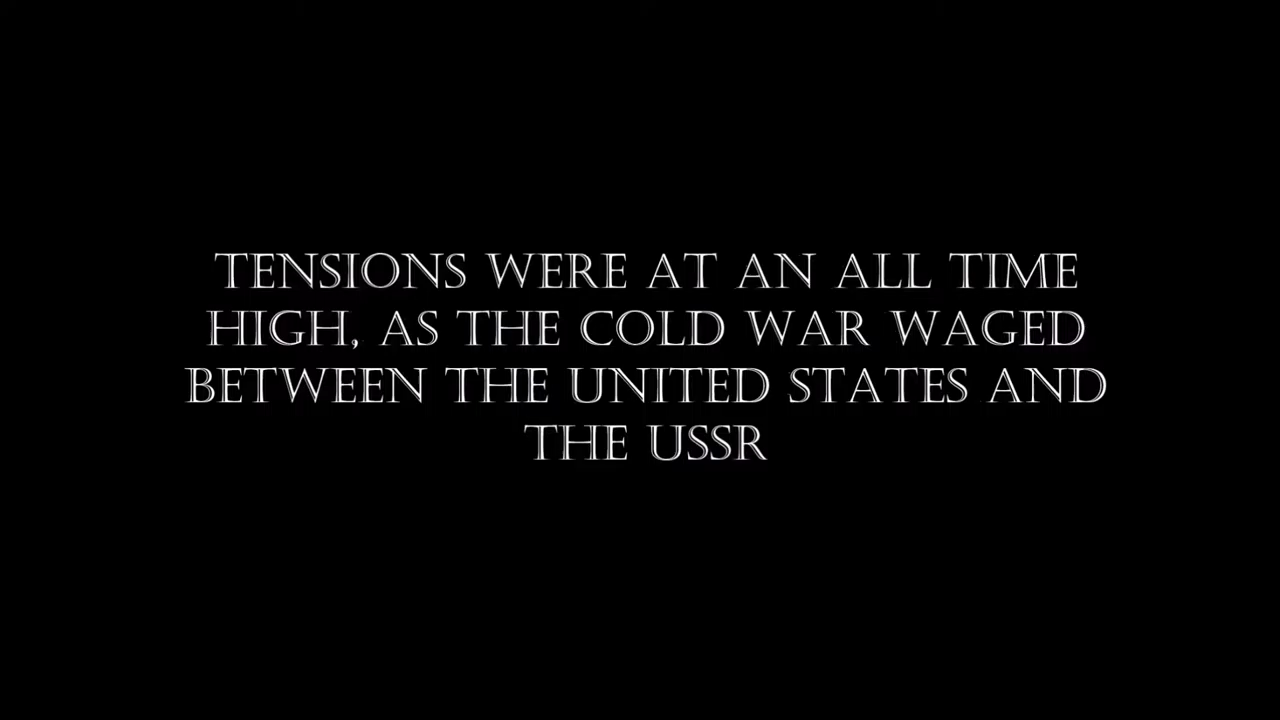 TENSIONS WERE AT AN ALL TIME
HIGH, AS THE COLD WAR WAGED
BETWEEN THE UNITED STATES AND
THE USSR